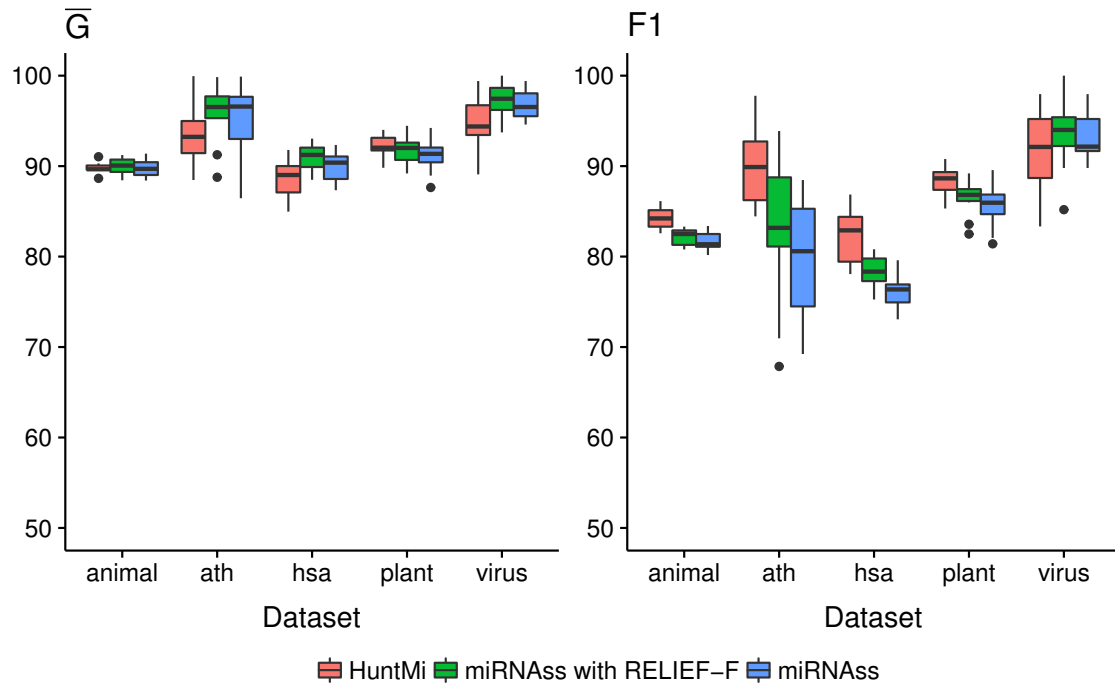 G̅ F1
100 100
90 90
80 80
70 70
60 60
50 50
animal ath hsa plant virus animal ath hsa plant virus
Dataset Dataset
HuntMi miRNAss with RELIEF−F miRNAss